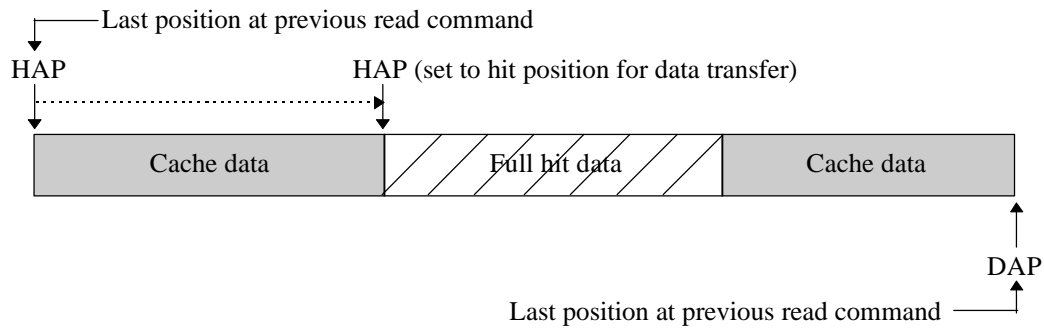 Last position at previous read command
HAP
HAP (set to hit position for data transfer)
Cache data
Full hit data
Cache data
DAP
Last position at previous read command